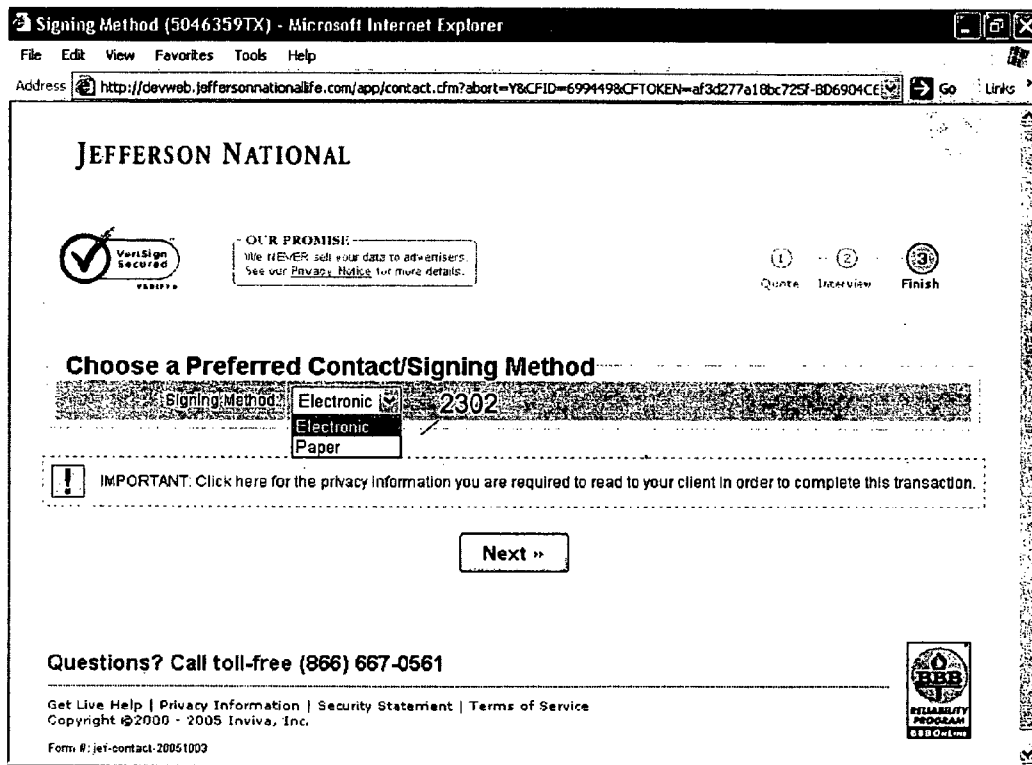 Signing Method (5046359TX) - Microsoft Internet Explorer
File Edit View Favorites Tools Help
Address http://devweb.jeffersonnationallife.com/app/contact.cfm?abort=Y&CFID=699449&CFTOKEN=af3d277a18bc725f-BD6904CE Go Links
JEFFERSON NATIONAL
VeriSign Secured
VERIFY
OUR PROMISE
We NEVER sell your data to advertisers.
See our Privacy Notice for more details.
1 2 3
Quote Interview Finish
Choose a Preferred Contact/Signing Method
Signing Method: Electronic 2302
Electronic
Paper
! IMPORTANT: Click here for the privacy information you are required to read to your client in order to complete this transaction.
Next »
Questions? Call toll-free (866) 667-0561
Get Live Help | Privacy Information | Security Statement | Terms of Service
Copyright ©2000 - 2005 Inviva, Inc.
Form #: jef-contact-20051003
BBB
RELIABILITY
PROGRAM
BBBOnLine